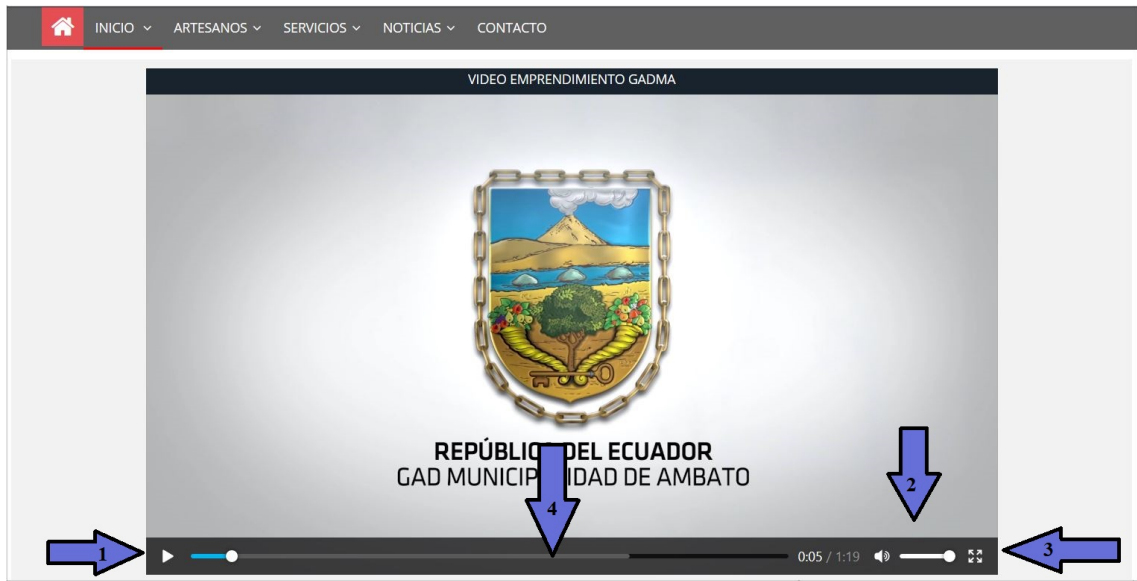 INICIO ARTESANOS SERVICIOS NOTICIAS CONTACTO
VIDEO EMPRENDIMIENTO GADMA
REPÚBLIC DEL ECUADOR
GAD MUNICIP IDAD DE AMBATO
2
4
1
0:05 / 1:19
3